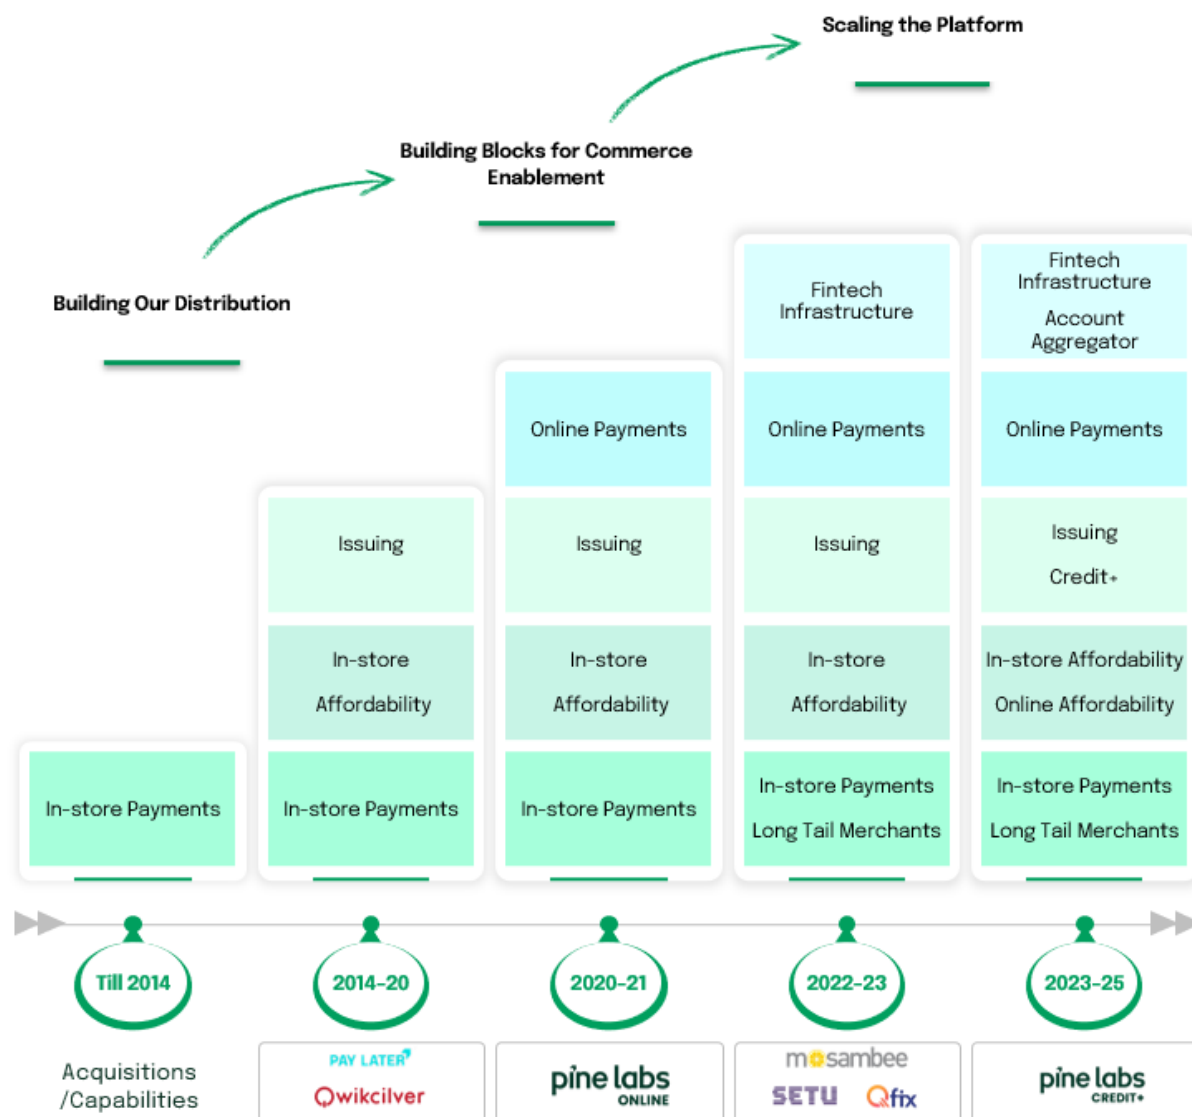 Scaling the Platform
Building Blocks for Commerce
Enablement
Building Our Distribution
In-store Payments
Issuing
In-store
Affordability
In-store Payments
Online Payments
Issuing
In-store
Affordability
In-store Payments
Fintech
Infrastructure
Online Payments
Issuing
In-store
Affordability
In-store Payments
Long Tail Merchants
Fintech
Infrastructure
Account
Aggregator
Online Payments
Issuing
Credit+
In-store Affordability
Online Affordability
In-store Payments
Long Tail Merchants
Till 2014
2014-20
2020-21
2022-23
2023-25
Acquisitions
/Capabilities
PAY LATER
Qwikcilver
pine labs
ONLINE
mosambee
SETU
Qfix
pine labs
CREDIT+